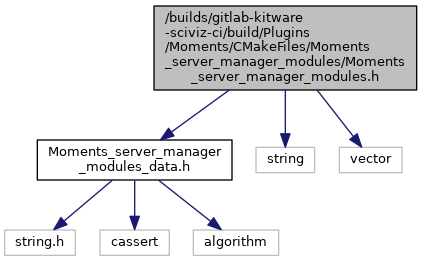 /builds/gitlab-kitware
-sciviz-ci/build/Plugins
/Moments/CMakeFiles/Moments
_server_manager_modules/Moments
_server_manager_modules.h
Moments_server_manager
_modules_data.h
string
vector
string.h
cassert
algorithm